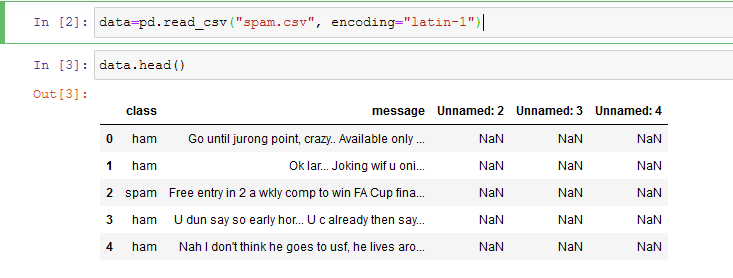 In [2]: data=pd.read_csv("spam.csv", encoding="latin-1")
In [3]: data.head()
Out[3]:
class message Unnamed: 2 Unnamed: 3 Unnamed: 4
0 ham Go until jurong point, crazy.. Available only ... NaN NaN NaN
1 ham Ok lar... Joking wif u oni... NaN NaN NaN
2 spam Free entry in 2 a wkly comp to win FA Cup fina... NaN NaN NaN
3 ham U dun say so early hor... U c already then say... NaN NaN NaN
4 ham Nah I don't think he goes to usf, he lives aro... NaN NaN NaN